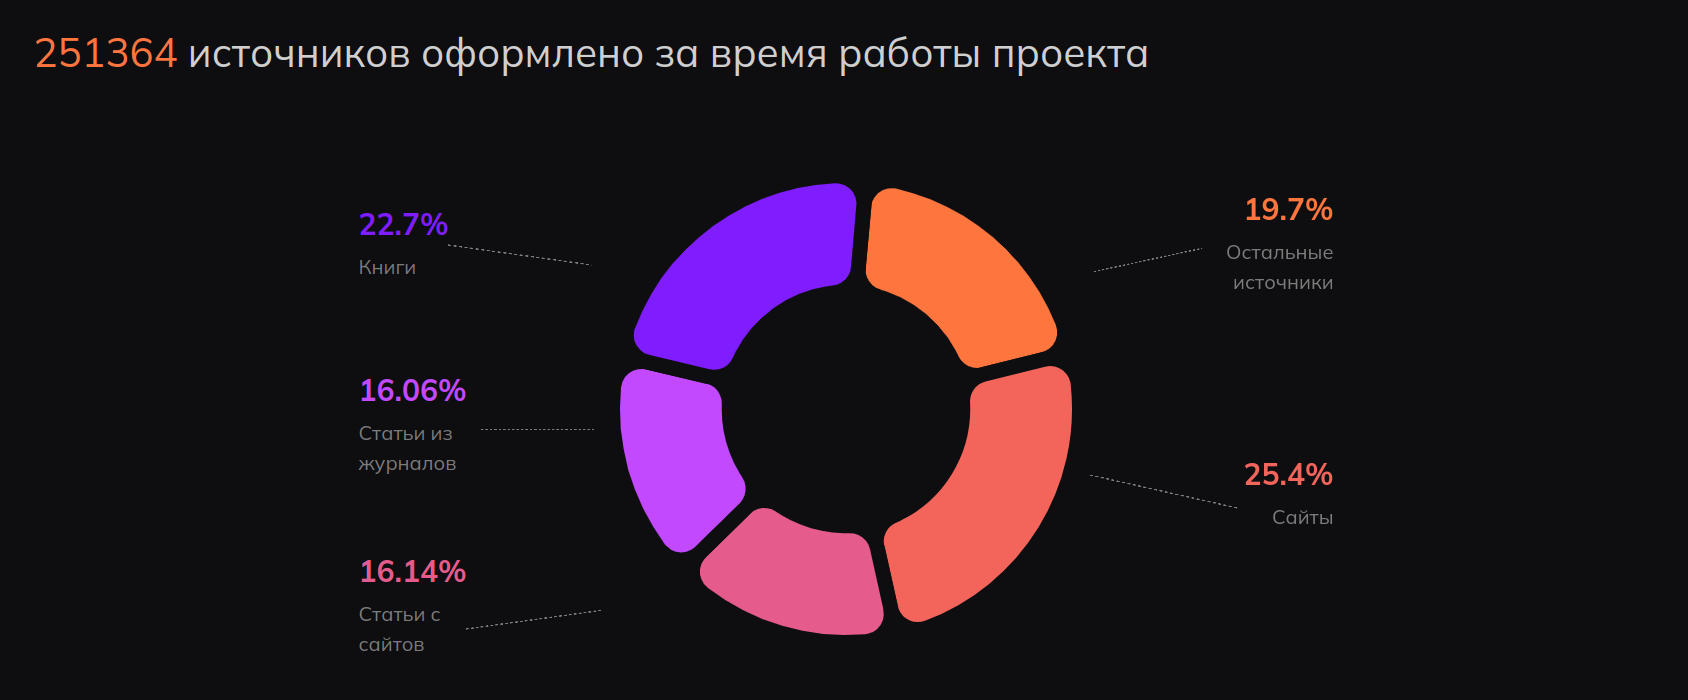 251364 источников оформлено за время работы проекта
22.7%
Книги
16.06%
Статьи из
журналов
16.14%
Статьи с
сайтов
19.7%
Остальные
источники
25.4%
Сайты